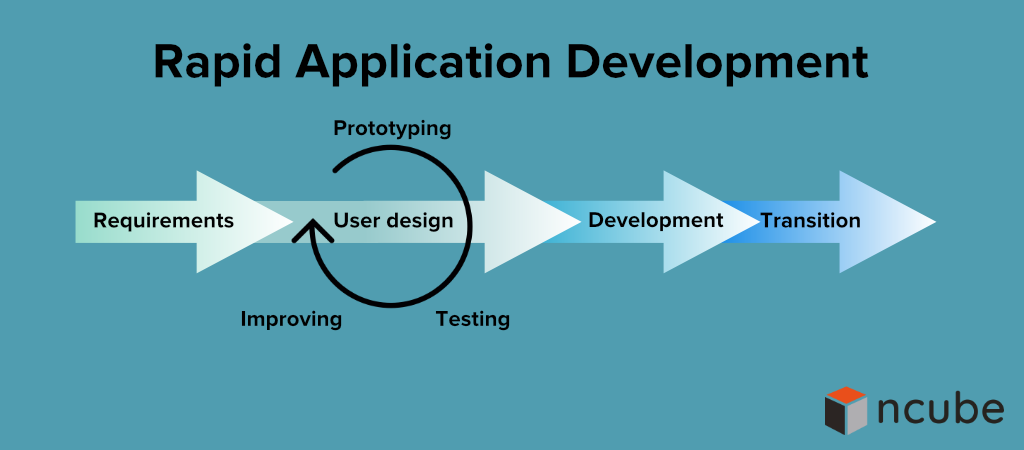 Rapid Application Development
Prototyping
Requirements
User design
Development
Transition
Improving
Testing
ncube